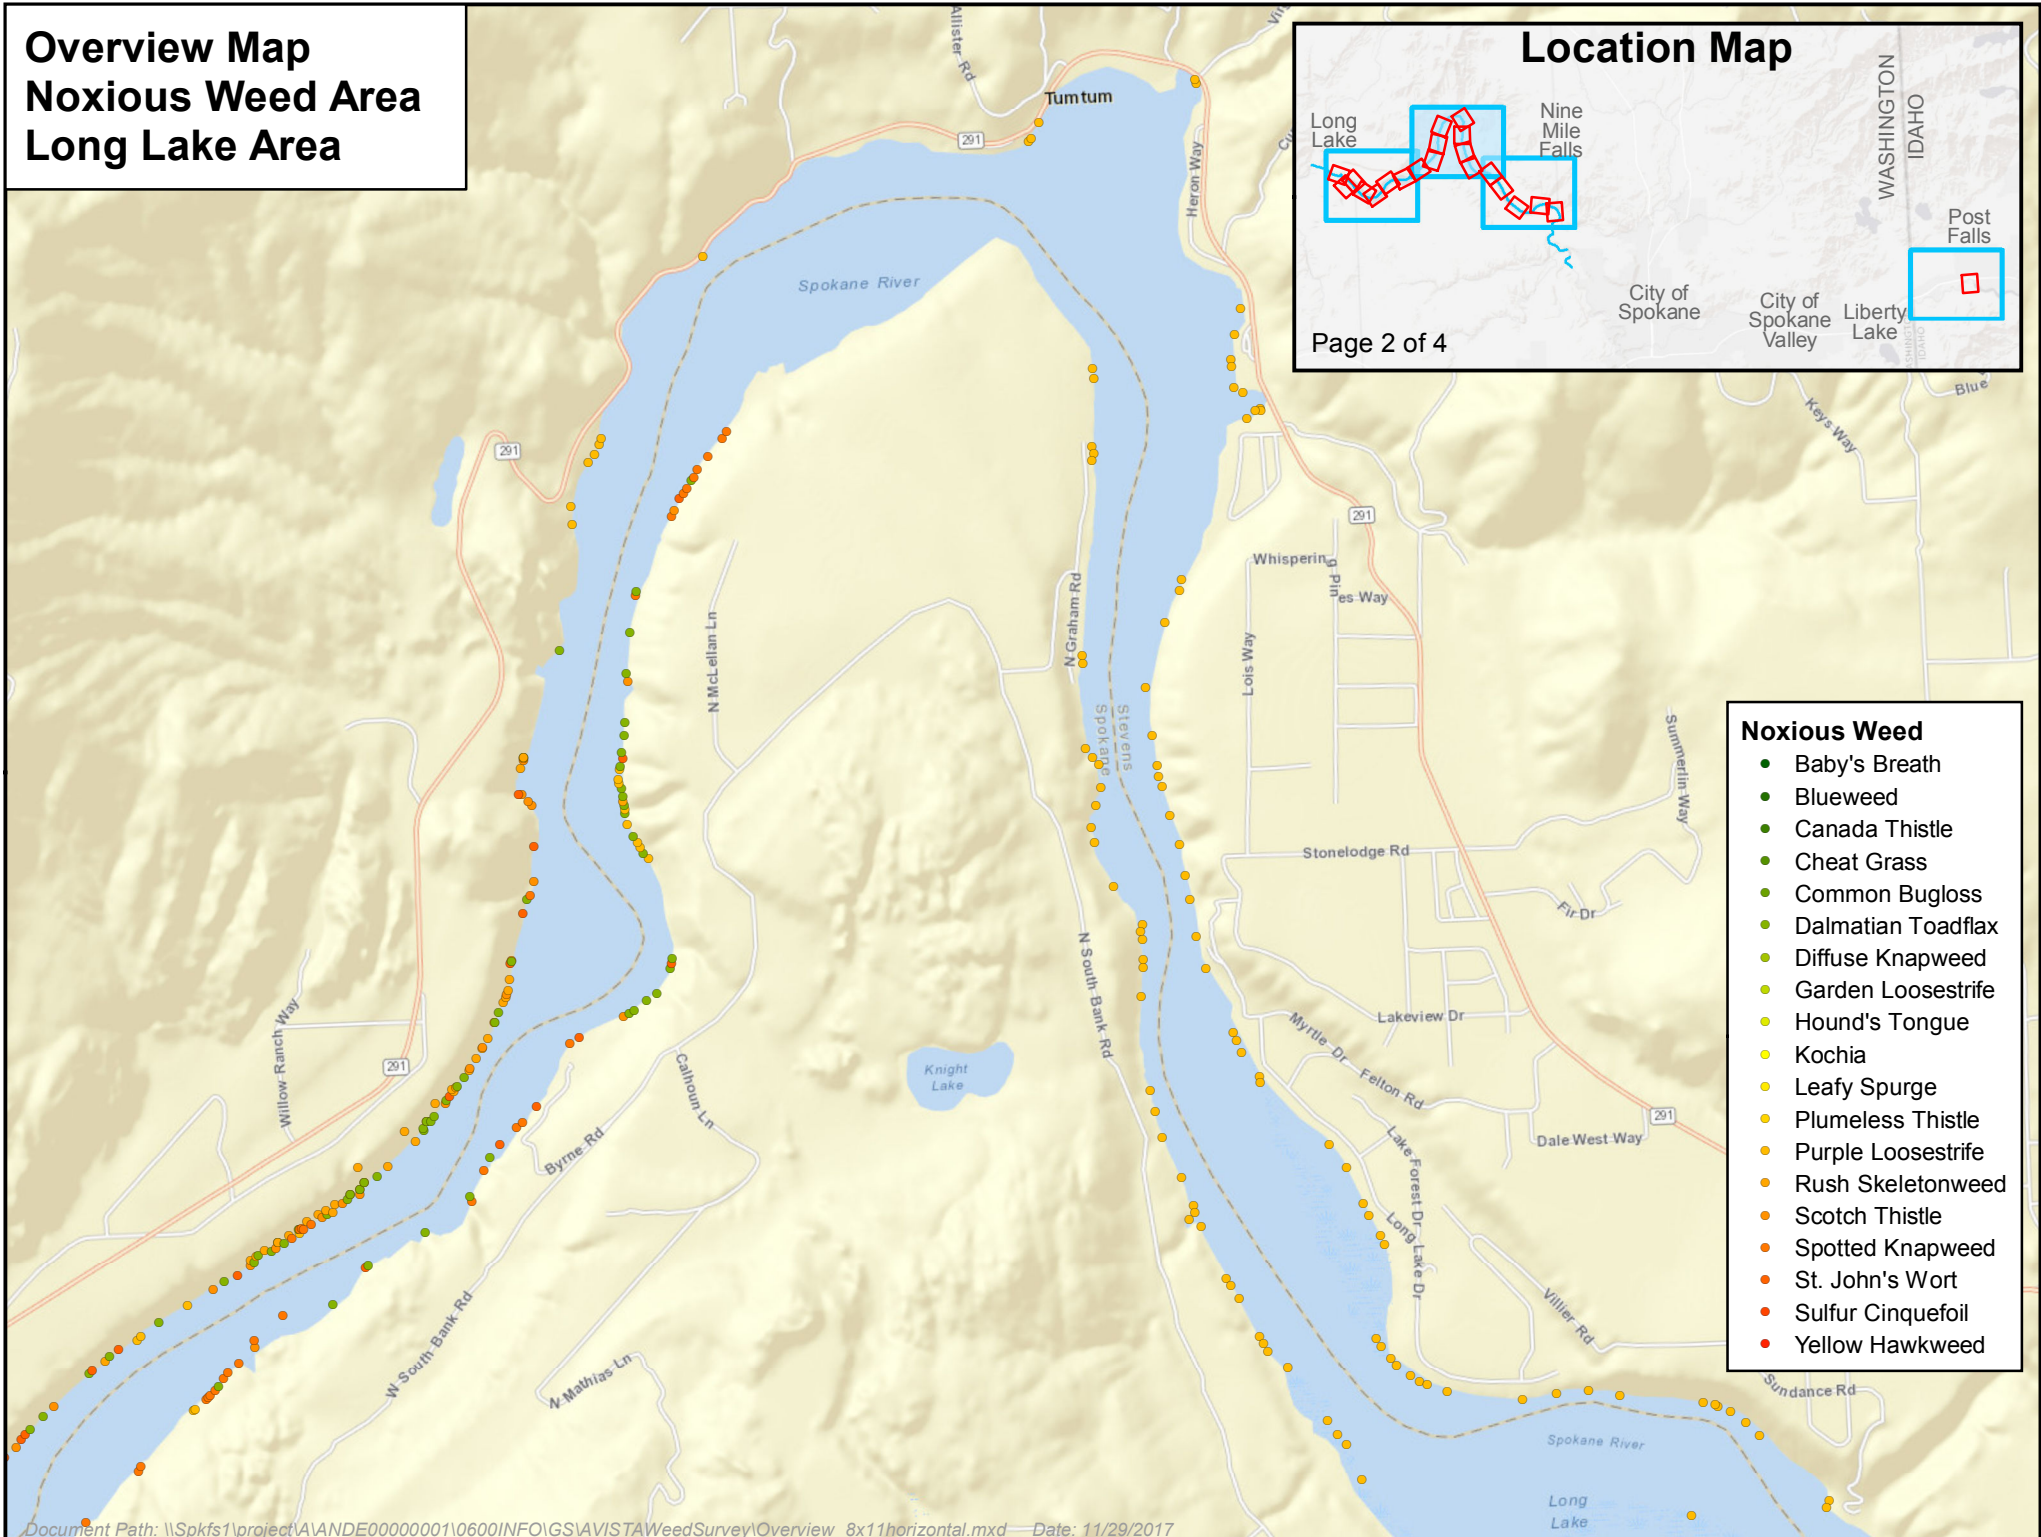 Overview Map
Noxious Weed Area
Long Lake Area
Location Map
Long
Lake
Nine
Mile
Falls
WASHINGTON
IDAHO
Post
Falls
City of
Spokane
City of
Spokane
Valley
Liberty
Lake
IDAHO
Page 2 of 4
Allister Rd
Tumtum
291
Heron Way
Spokane River
Blue
Keys Way
291
291
Whispering Pines Way
N Graham Rd
N McLellan Ln
Lois Way
Spokane
Stevens
Summerlin Way
Stonelodge Rd
Fir Dr
N South Bank Rd
Willow Ranch Way
Lakeview Dr
Myrtle Dr
Felton Rd
291
Calhoun Ln
Knight
Lake
291
Dale West Way
Byrne Rd
Lake Forest Dr
Long Lake Dr
Villier Rd
W South Bank Rd
N Mathias Ln
Sundance Rd
Spokane River
Long
Lake
Noxious Weed
Baby's Breath
Blueweed
Canada Thistle
Cheat Grass
Common Bugloss
Dalmatian Toadflax
Diffuse Knapweed
Garden Loosestrife
Hound's Tongue
Kochia
Leafy Spurge
Plumeless Thistle
Purple Loosestrife
Rush Skeletonweed
Scotch Thistle
Spotted Knapweed
St. John's Wort
Sulfur Cinquefoil
Yellow Hawkweed
Document Path: \\Spkfs1\project\A\ANDE00000001\0600INFO\GS\AVISTAWeedSurvey\Overview_8x11horizontal.mxd Date: 11/29/2017